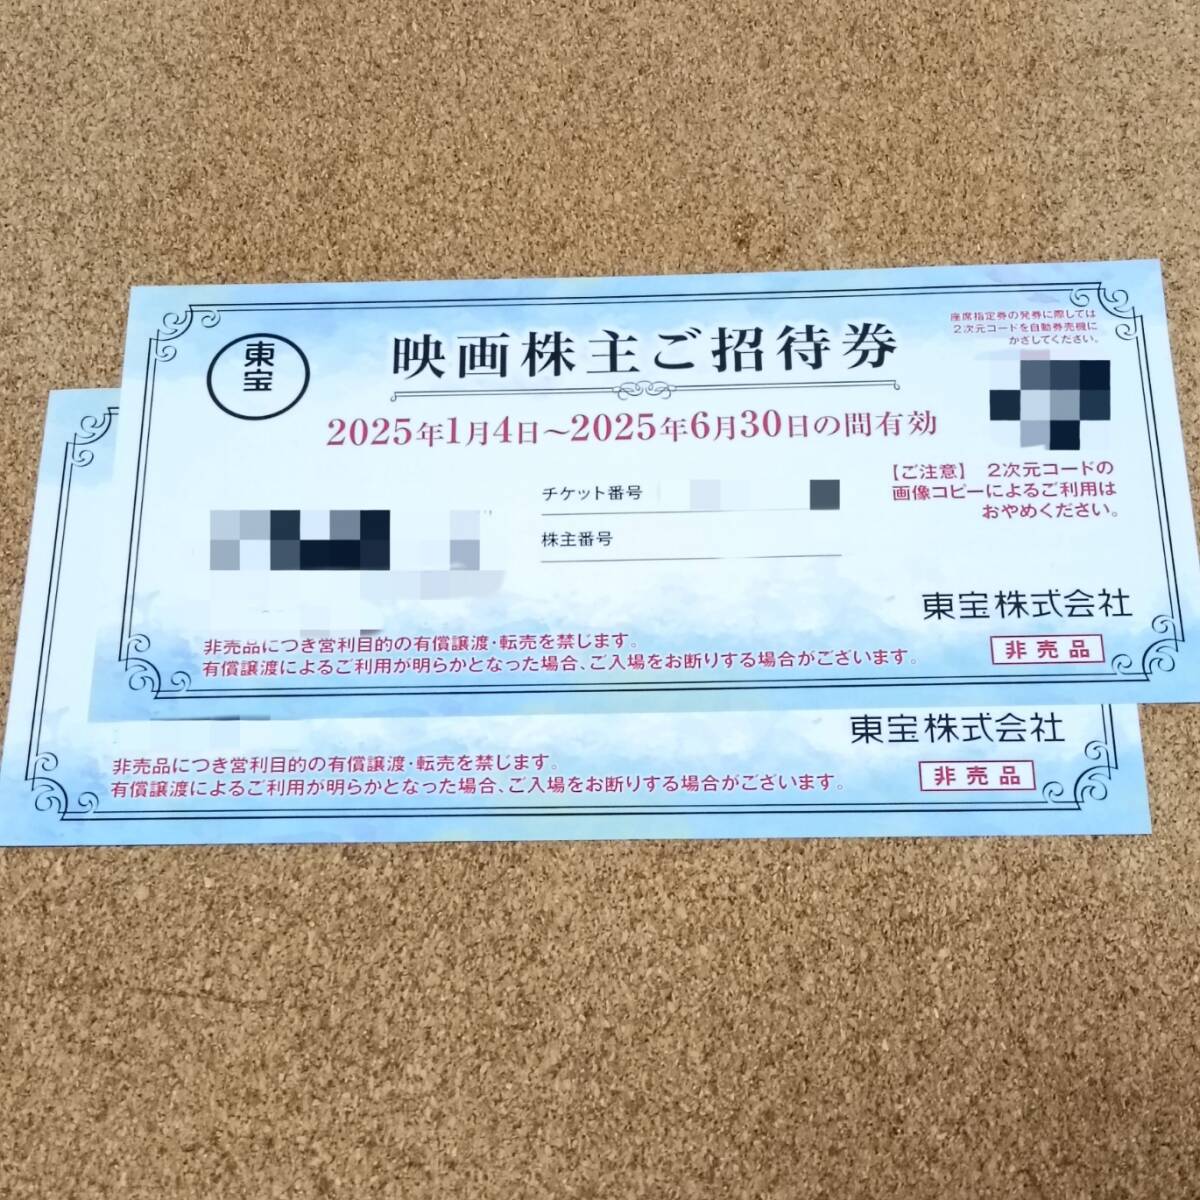 東宝
映画株主ご招待券
座席指定券の発券に際しては
2次元コードを自動券売機に
かざしてください。
2025年1月4日～2025年6月30日の間有効
【ご注意】 2次元コードの
画像コピーによるご利用は
おやめください。
チケット番号
株主番号
東宝株式会社
非売品につき営利目的の有償譲渡・転売を禁じます。
有償譲渡によるご利用が明らかとなった場合、ご入場をお断りする場合がございます。
非売品
東宝株式会社
非売品につき営利目的の有償譲渡・転売を禁じます。
有償譲渡によるご利用が明らかとなった場合、ご入場をお断りする場合がございます。
非売品